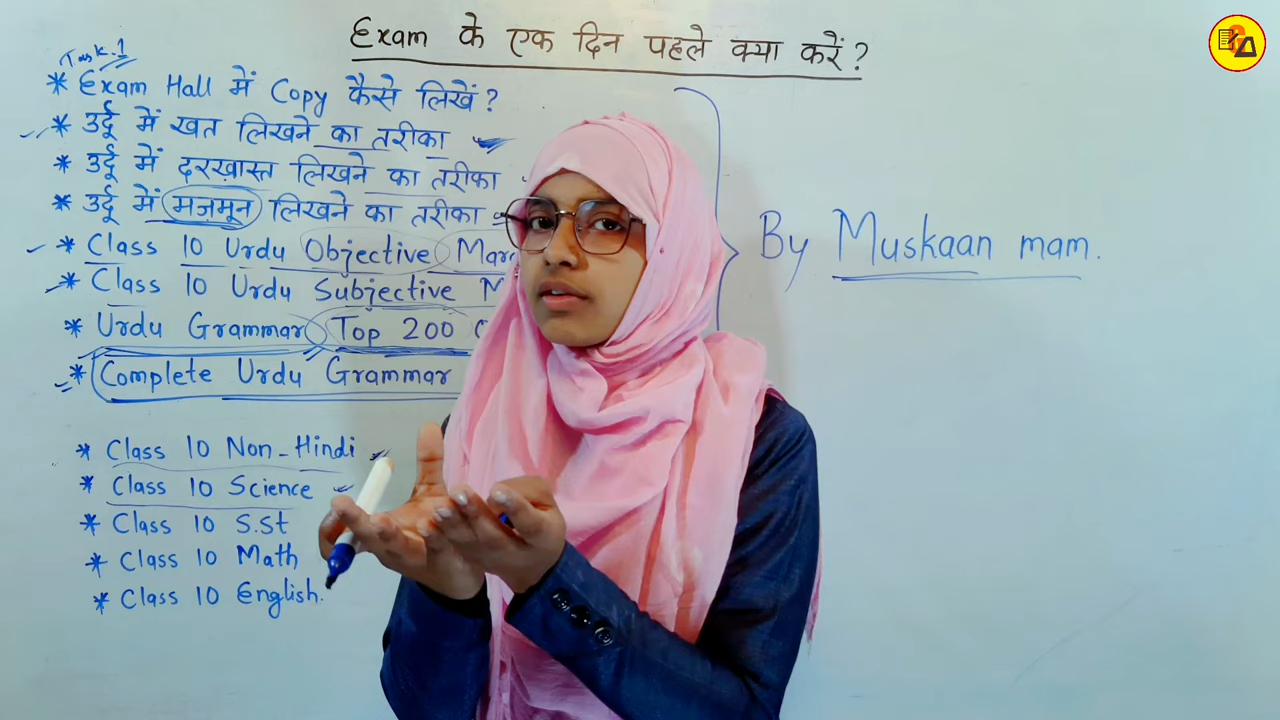 Exam के एक दिन पहले क्या करें?
Task.1
* Exam Hall में Copy कैसे लिखें?
* उर्दू में खत लिखने का तरीका
* उर्दू में दरख़ास्त लिखने का तरीका
* उर्दू में मज़मून लिखने का तरीका
* Class 10 Urdu Objective
* Class 10 Urdu Subjective
* Urdu Grammar Top 200
* Complete Urdu Grammar
By Muskaan mam.
* Class 10 Non-Hindi
* Class 10 Science
* Class 10 S.St
* Class 10 Math
* Class 10 English.